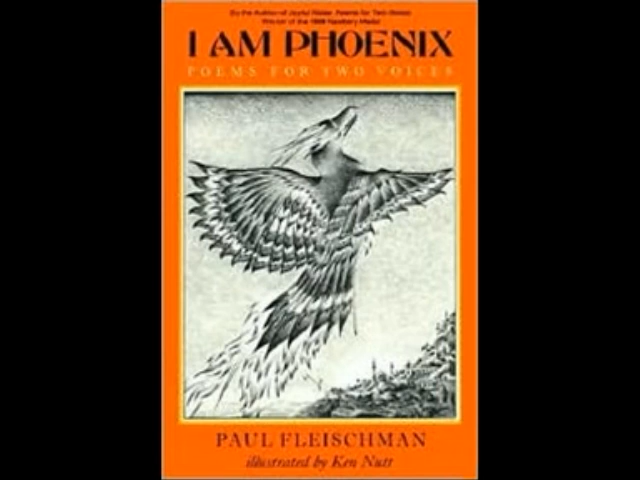 By the Author of Joyful Noise: Poems for Two Voices
Winner of the 1989 Newbery Medal
I AM PHOENIX
POEMS FOR TWO VOICES
PAUL FLEISCHMAN
illustrated by Ken Nutt